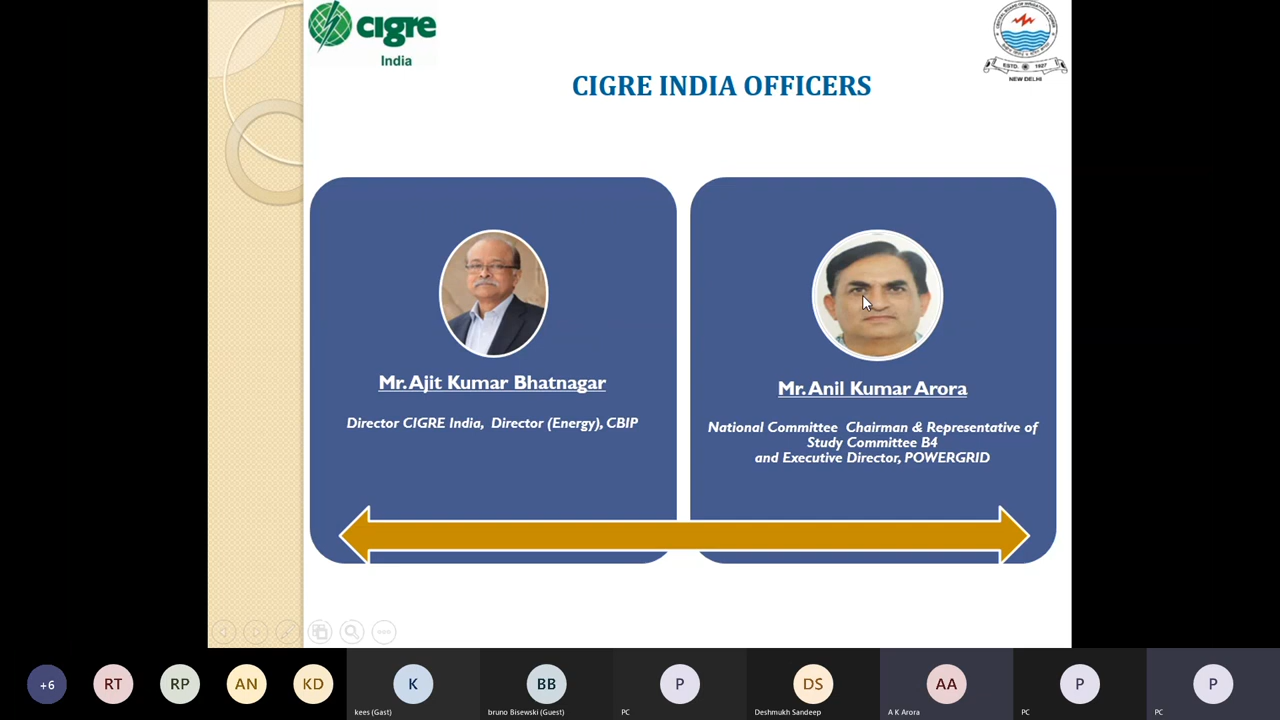 cigre
India
ESTD. 1927
NEW DELHI
CIGRE INDIA OFFICERS
Mr.Ajit Kumar Bhatnagar
Director CIGRE India, Director (Energy), CBIP
Mr.Anil Kumar Arora
National Committee Chairman & Representative of
Study Committee B4
and Executive Director, POWERGRID
+6
RT
RP
AN
KD
K
kees (Gast)
BB
bruno Bisewski (Guest)
P
PC
DS
Deshmukh Sandeep
AA
A K Arora
P
PC
P
PC